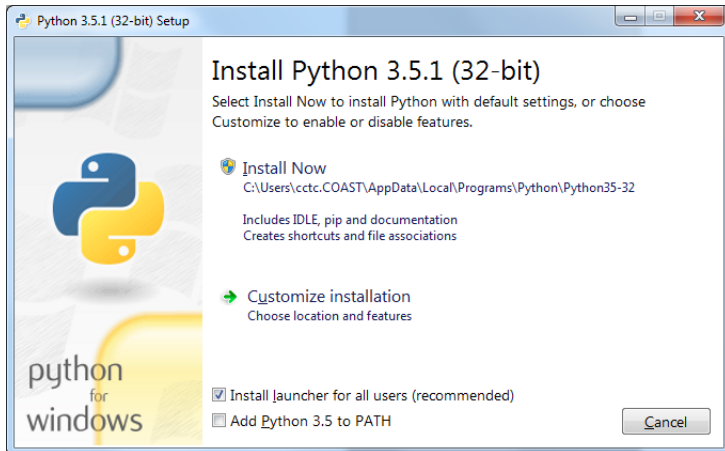 Python 3.5.1 (32-bit) Setup
Install Python 3.5.1 (32-bit)
Select Install Now to install Python with default settings, or choose
Customize to enable or disable features.
Install Now
C:\Users\cctc.COAST\AppData\Local\Programs\Python\Python35-32
Includes IDLE, pip and documentation
Creates shortcuts and file associations
Customize installation
Choose location and features
python
for
windows
Install launcher for all users (recommended)
Add Python 3.5 to PATH
Cancel